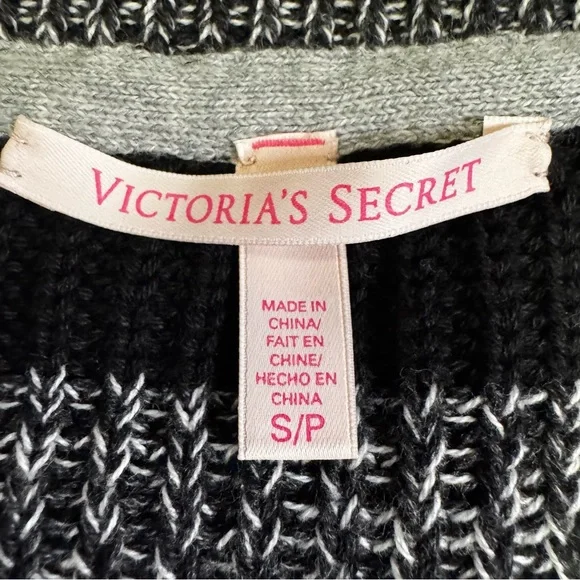 VICTORIA'S SECRET
MADE IN
CHINA/
FAIT EN
CHINE/
HECHO EN
CHINA
S/P